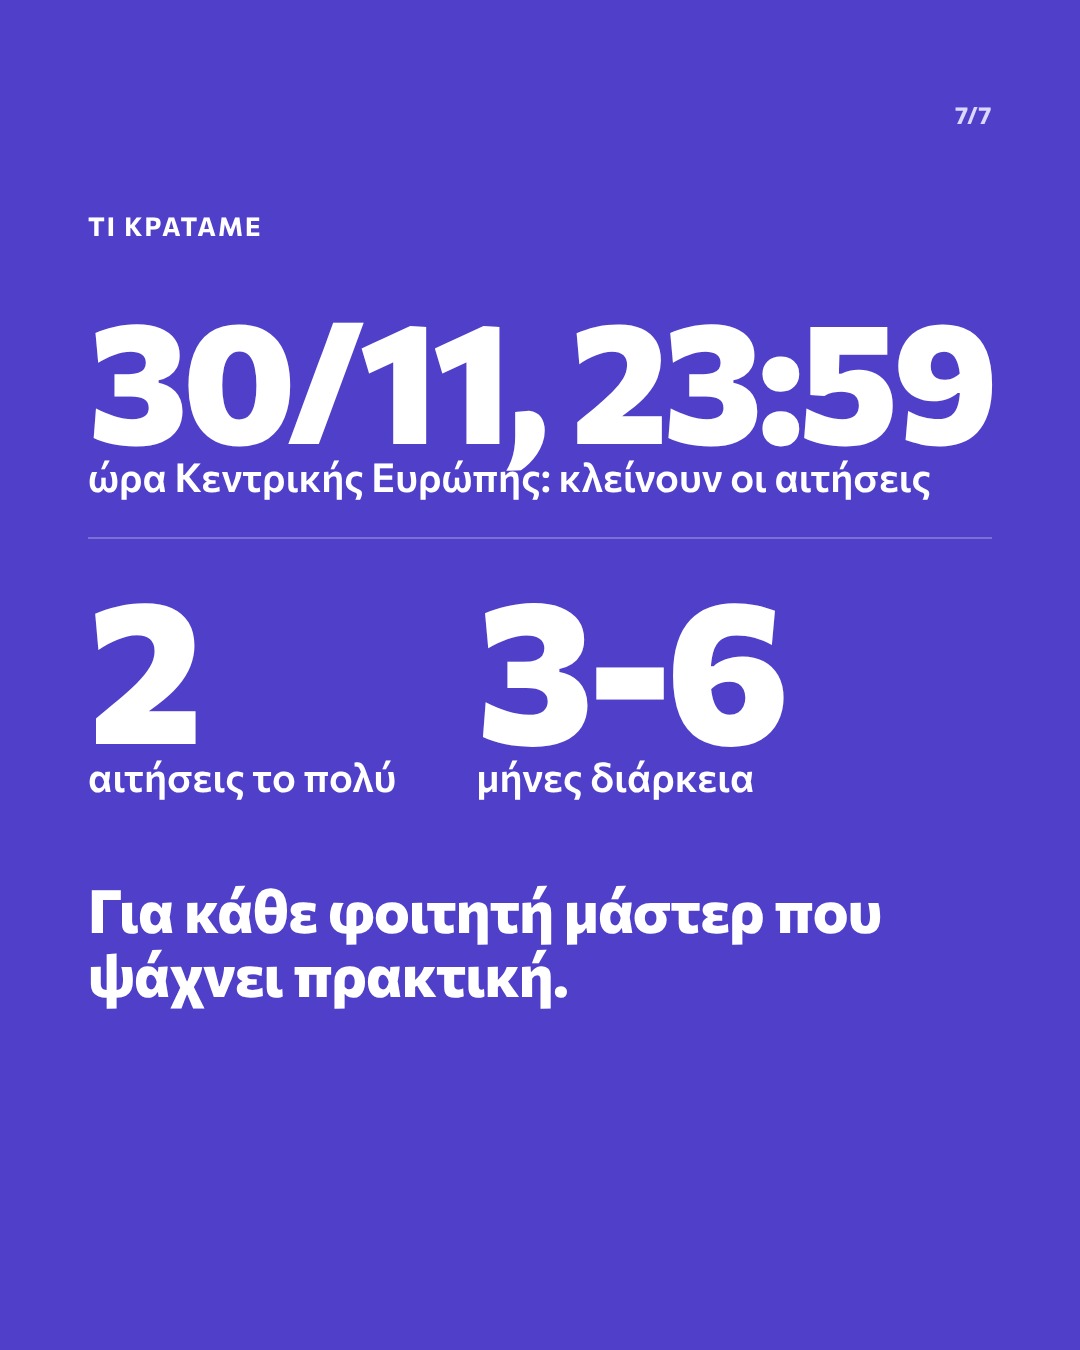 7/7
ΤΙ ΚΡΑΤΑΜΕ
30/11, 23:59
ώρα Κεντρικής Ευρώπης: κλείνουν οι αιτήσεις
2
αιτήσεις το πολύ
3-6
μήνες διάρκεια
Για κάθε φοιτητή μάστερ που
ψάχνει πρακτική.